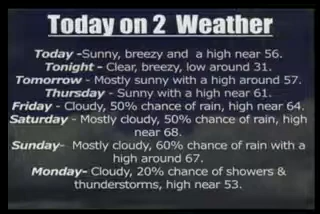 Today on 2 Weather
Today -Sunny, breezy and a high near 56.
Tonight - Clear, breezy, low around 31.
Tomorrow - Mostly sunny with a high around 57.
Thursday - Sunny with a high near 61.
Friday - Cloudy, 50% chance of rain, high near 64.
Saturday - Mostly cloudy, 50% chance of rain, high
near 68.
Sunday- Mostly cloudy, 60% chance of rain with a
high around 67.
Monday- Cloudy, 20% chance of showers &
thunderstorms, high near 53.